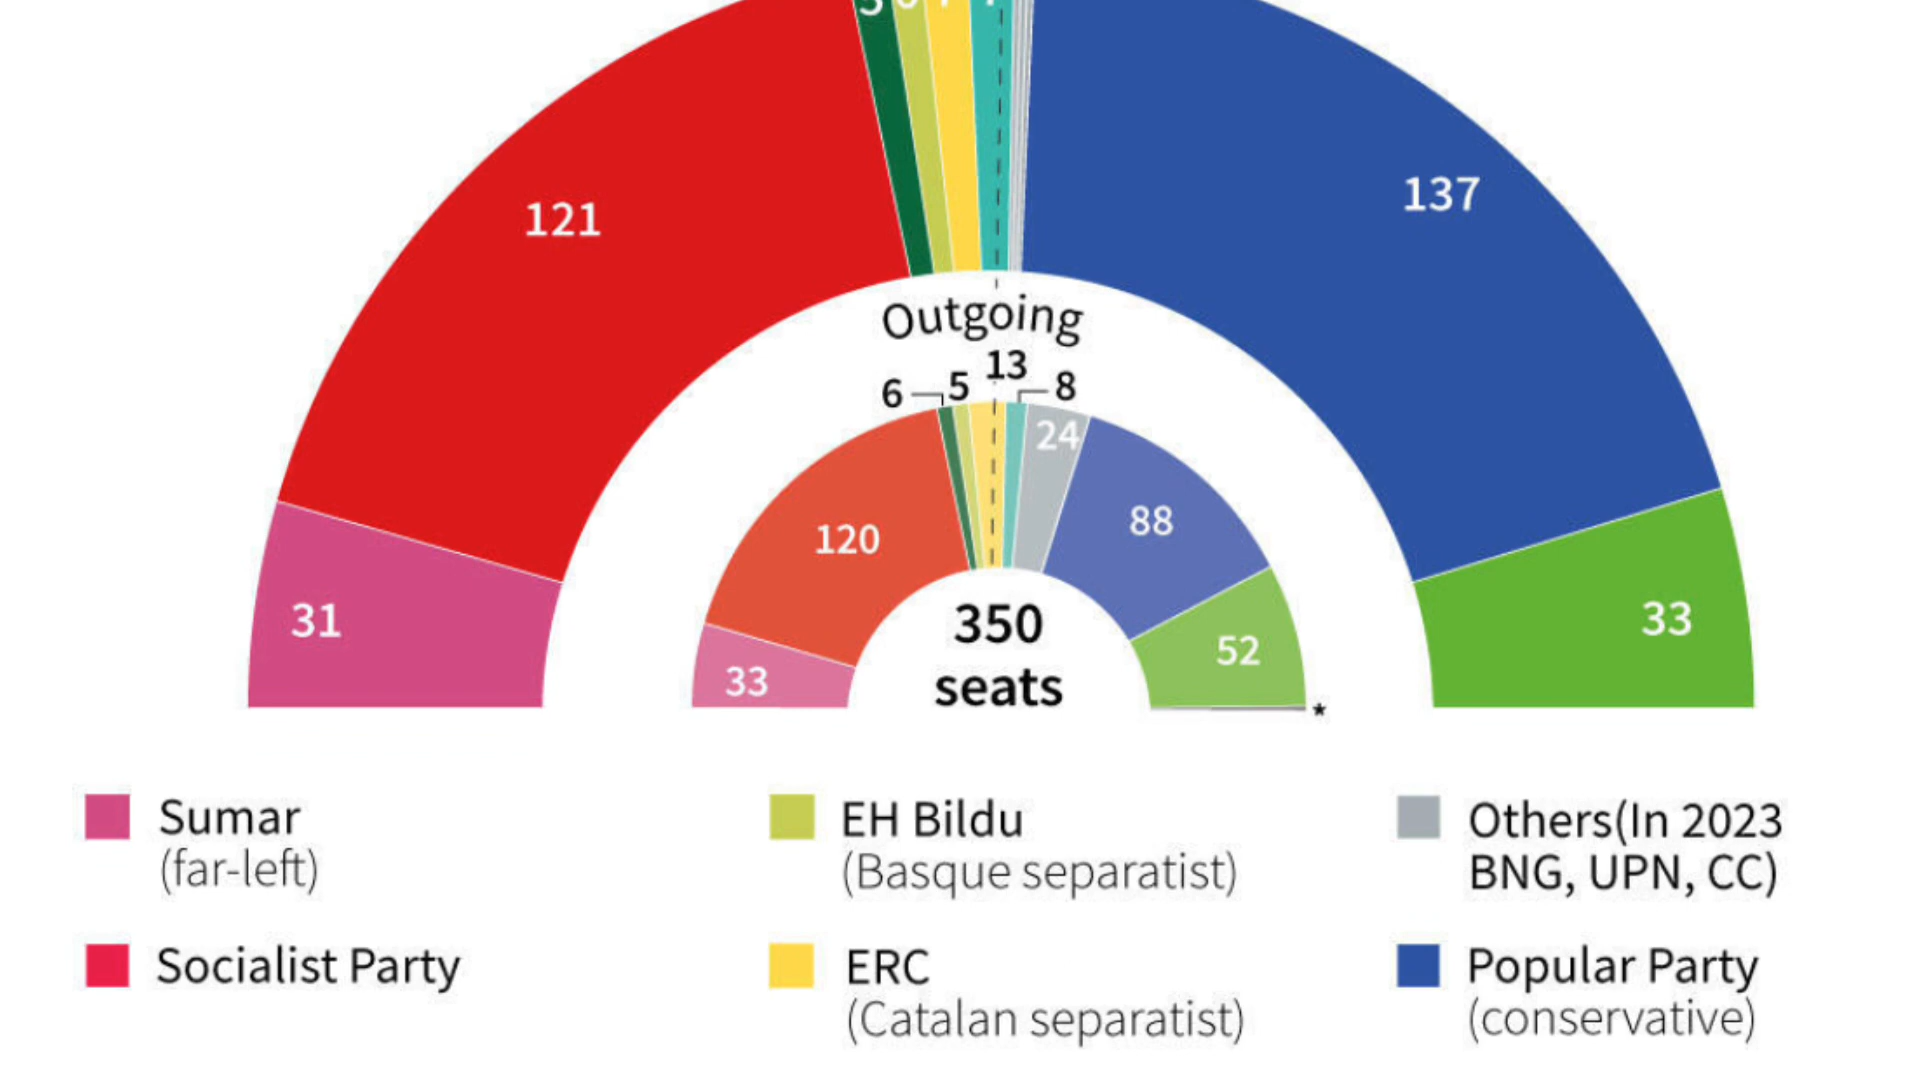 121
137
Outgoing
13
6
5
8
24
120
88
350
seats
31
33
52
33
*
Sumar
(far-left)
Socialist Party
EH Bildu
(Basque separatist)
ERC
(Catalan separatist)
Others(In 2023
BNG, UPN, CC)
Popular Party
(conservative)